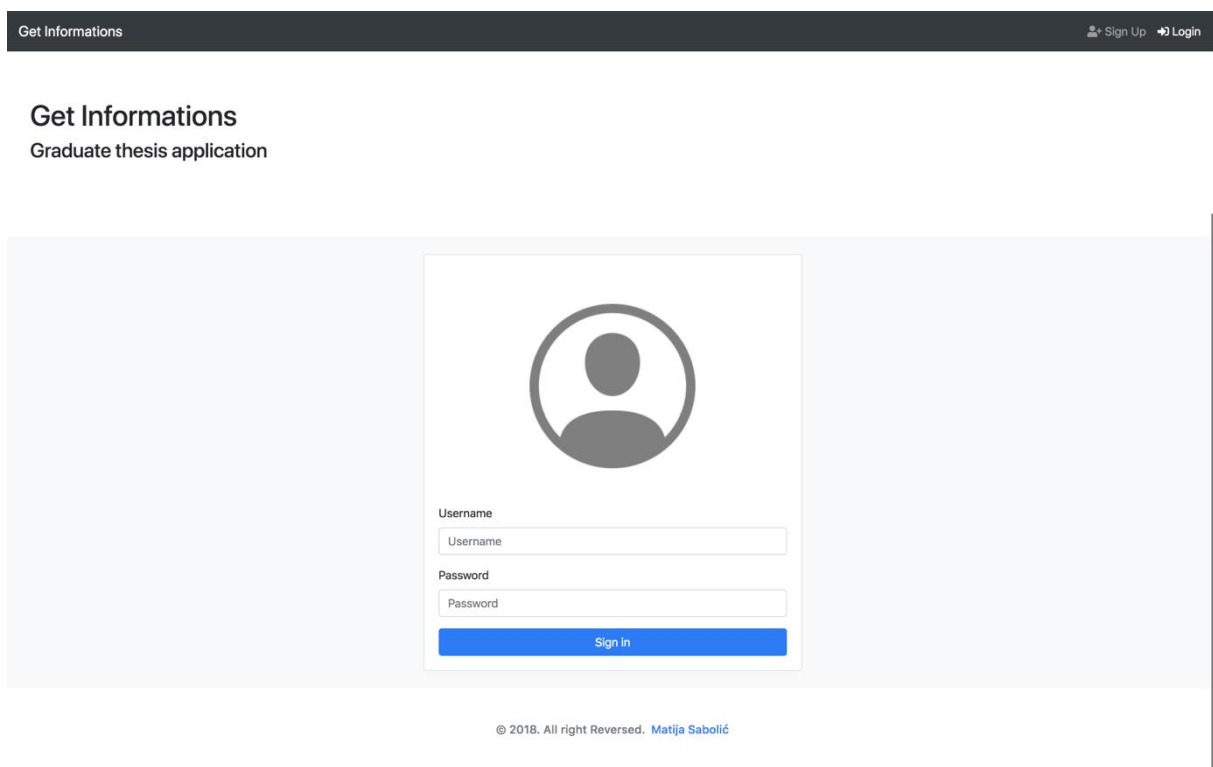 Get Informations Sign Up Login
Get Informations
Graduate thesis application
Username
Username
Password
Password
Sign in
© 2018. All right Reversed. Matija Sabolić